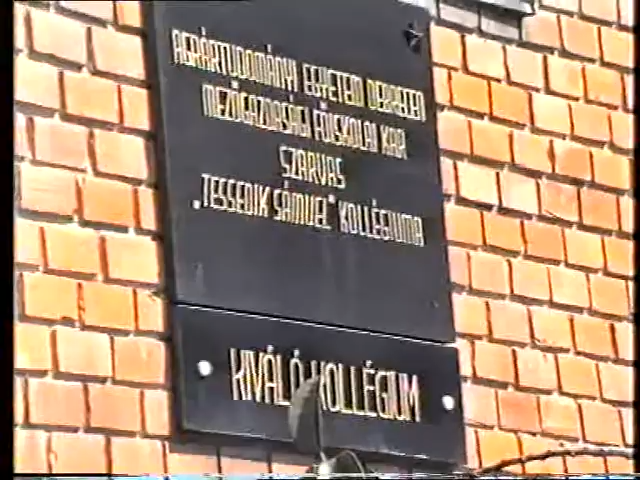 AGRÁRTUDOMÁNYI EGYETEM DEBRECEN
MEZŐGAZDASÁGI FŐISKOLAI KAR
SZARVAS
„TESSEDIK SÁMUEL" KOLLÉGIUMA
KIVÁLÓ KOLLÉGIUM